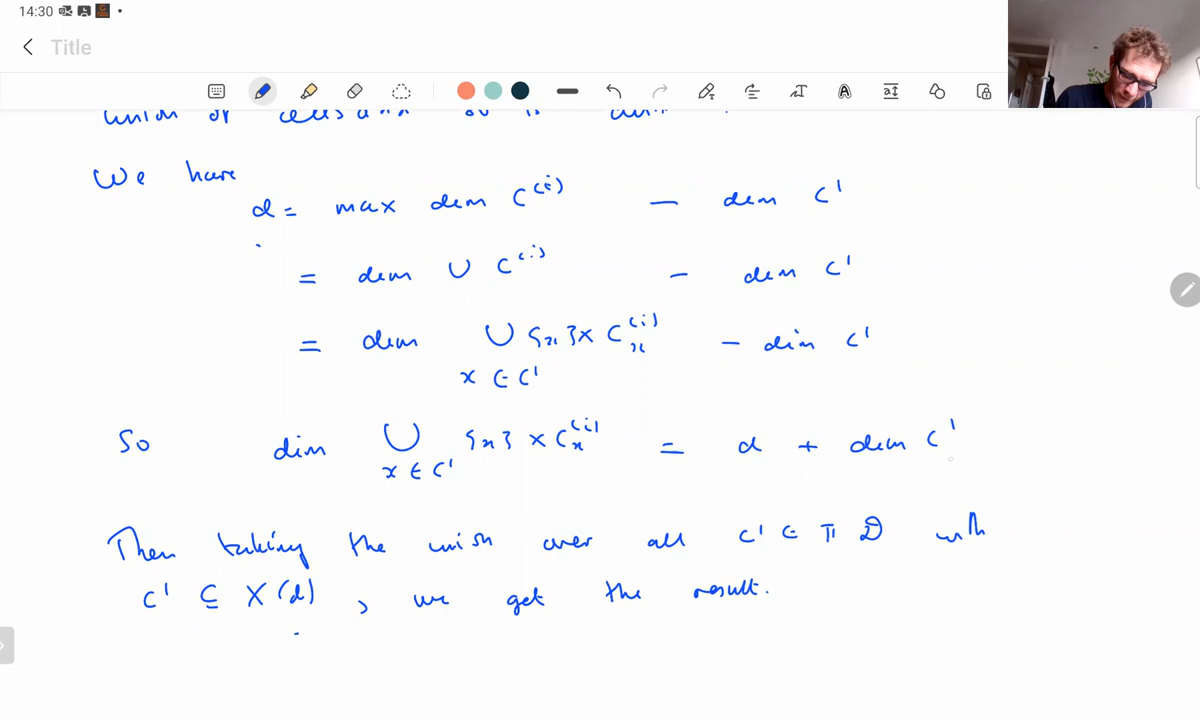 14:30
Title
We have
d = max dim C^(i) – dim C'
= dim ∪ C^(i) – dim C'
= dim ∪ {x} × C_x^(i) – dim C'
x ∈ C'
So dim ∪ {x} × C_x^(i) = d + dim C'
x ∈ C'
Then taking the union over all C' ∈ π D with
C' ⊆ X(d), we get the result.